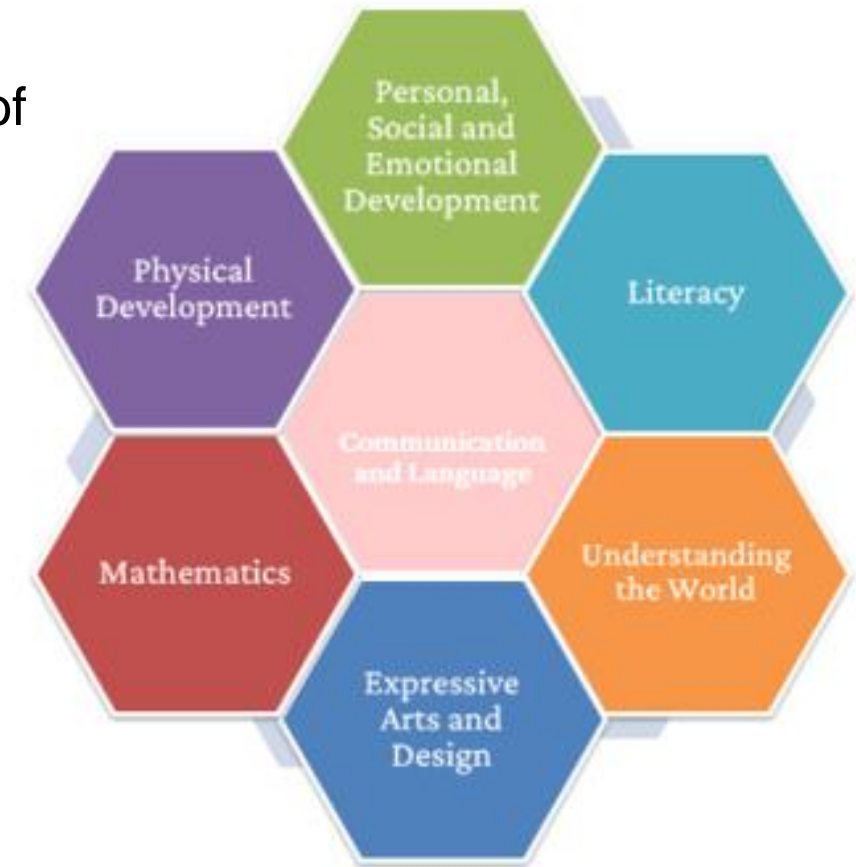 of
Personal,
Social and
Emotional
Development
Physical
Development
Literacy
Communication
and Language
Mathematics
Understanding
the World
Expressive
Arts and
Design